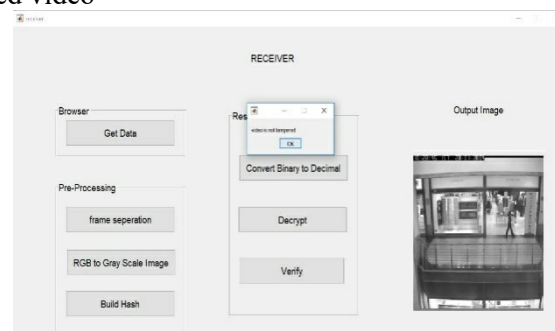 ed video
receiver
RECEIVER
Browser
Get Data
Pre-Processing
frame seperation
RGB to Gray Scale Image
Build Hash
Res
video is not tampered
OK
Convert Binary to Decimal
Decrypt
Verify
Output Image